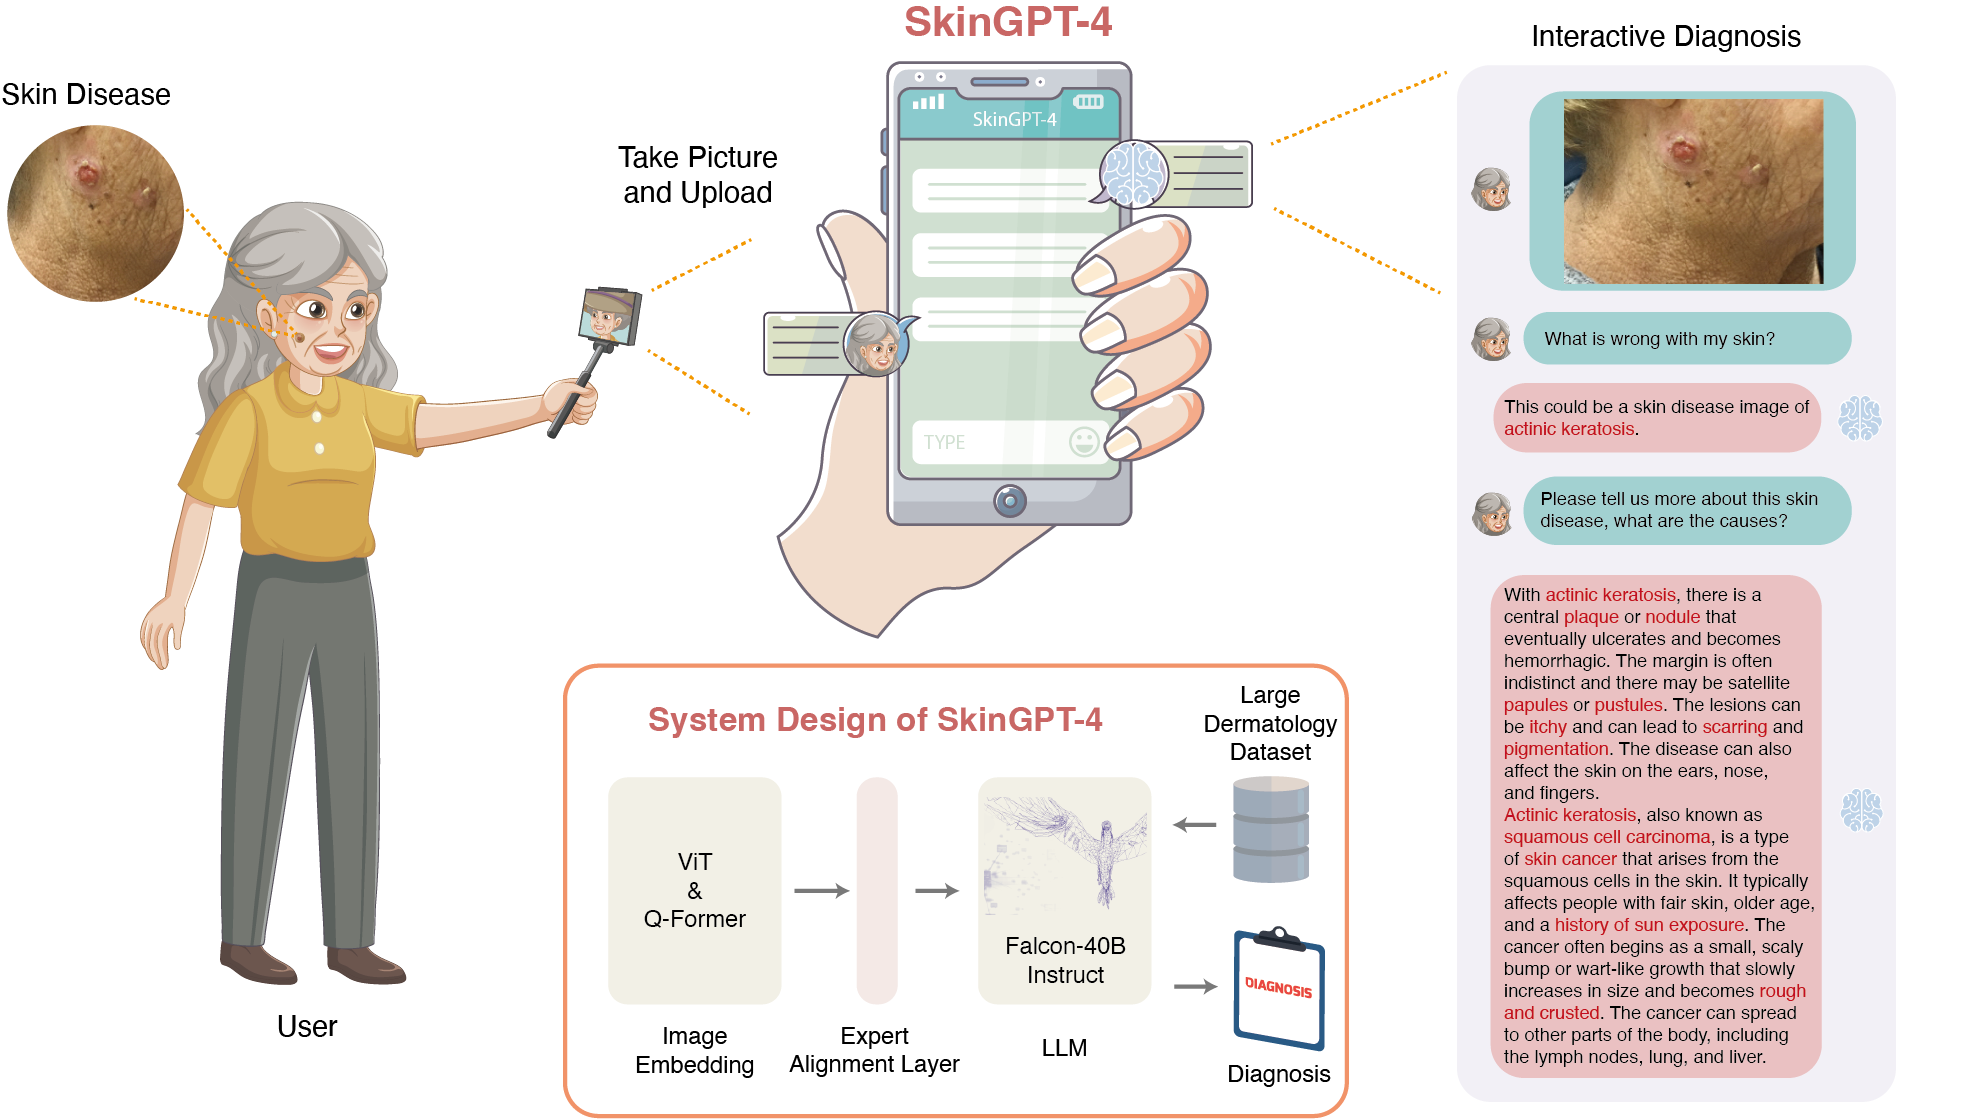 SkinGPT-4
Skin Disease
User
Take Picture
and Upload
SkinGPT-4
TYPE
System Design of SkinGPT-4
ViT
&
Q-Former
Image
Embedding
Expert
Alignment Layer
Falcon-40B
Instruct
LLM
Large
Dermatology
Dataset
DIAGNOSIS
Diagnosis
Interactive Diagnosis
What is wrong with my skin?
This could be a skin disease image of
actinic keratosis.
Please tell us more about this skin
disease, what are the causes?
With actinic keratosis, there is a
central plaque or nodule that
eventually ulcerates and becomes
hemorrhagic. The margin is often
indistinct and there may be satellite
papules or pustules. The lesions can
be itchy and can lead to scarring and
pigmentation. The disease can also
affect the skin on the ears, nose,
and fingers.
Actinic keratosis, also known as
squamous cell carcinoma, is a type
of skin cancer that arises from the
squamous cells in the skin. It typically
affects people with fair skin, older age,
and a history of sun exposure. The
cancer often begins as a small, scaly
bump or wart-like growth that slowly
increases in size and becomes rough
and crusted. The cancer can spread
to other parts of the body, including
the lymph nodes, lung, and liver.